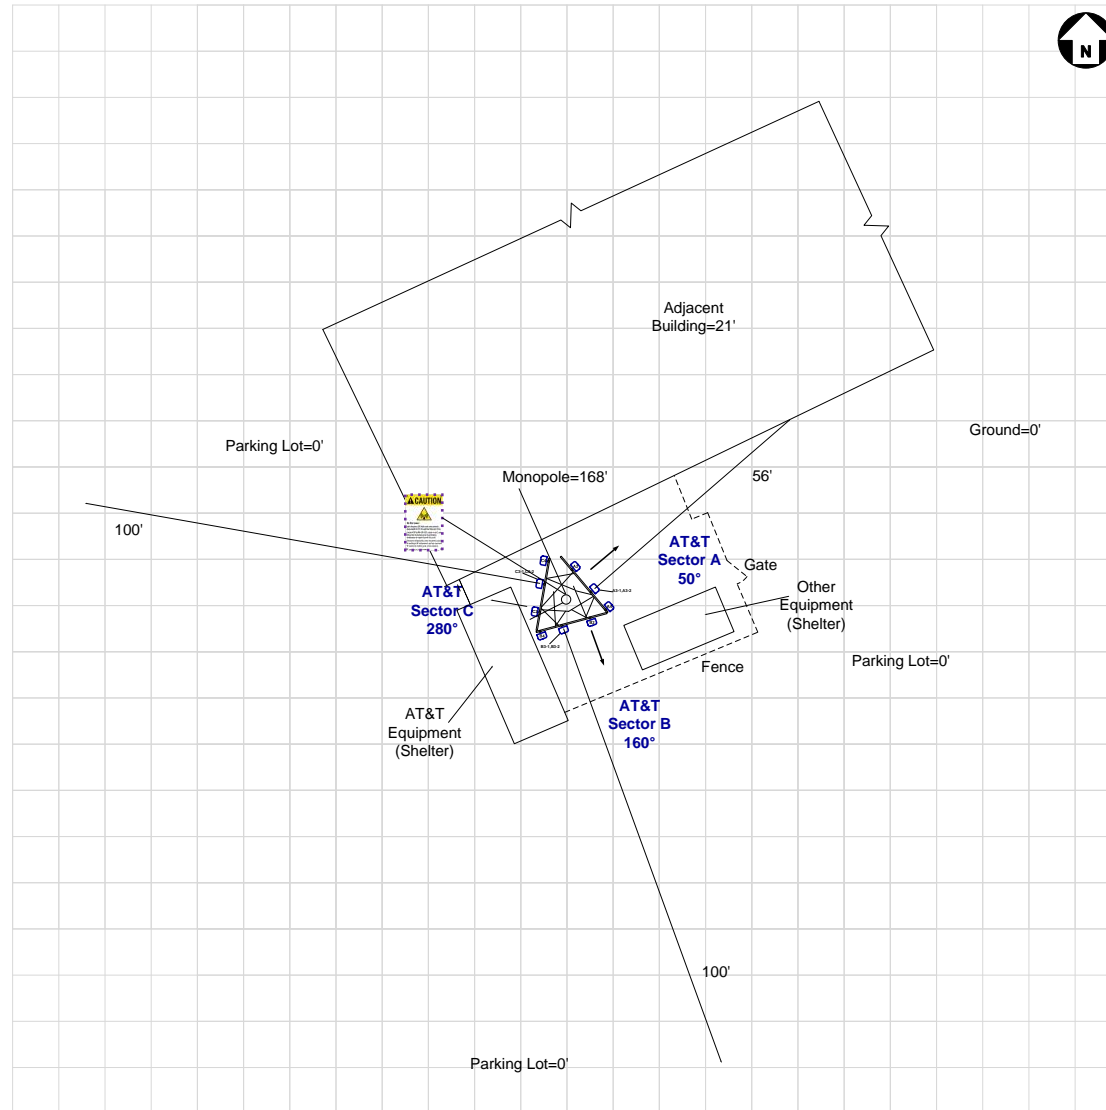 N
Adjacent
Building=21'
Ground=0'
Parking Lot=0'
Monopole=168'
56'
CAUTION
100'
AT&T
Sector A
50°
Gate
Other
Equipment
(Shelter)
AT&T
Sector C
280°
Parking Lot=0'
Fence
AT&T
Sector B
160°
AT&T
Equipment
(Shelter)
100'
Parking Lot=0'